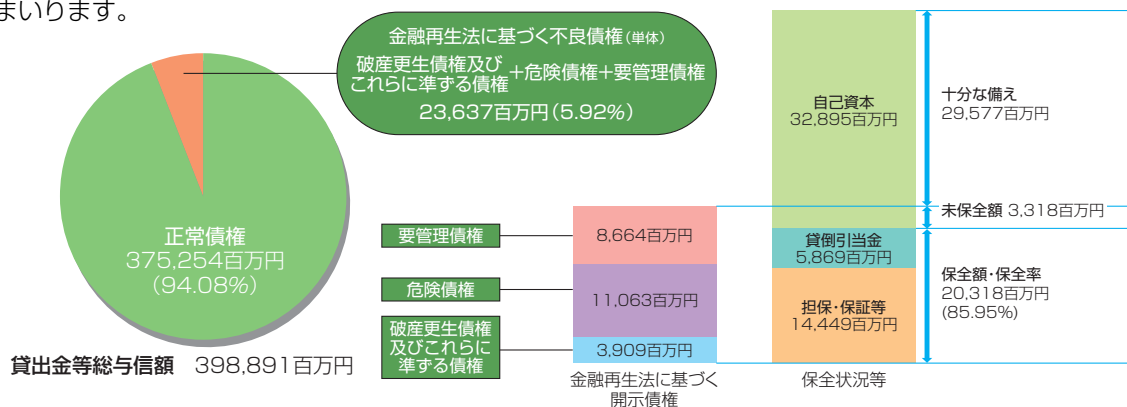 まいります。
金融再生法に基づく不良債権(単体)
破産更生債権及び
これらに準ずる債権+危険債権+要管理債権
23,637百万円(5.92%)
正常債権
375,254百万円
(94.08%)
貸出金等総与信額 398,891百万円
要管理債権
危険債権
破産更生債権
及びこれらに
準ずる債権
8,664百万円
11,063百万円
3,909百万円
金融再生法に基づく
開示債権
自己資本
32,895百万円
貸倒引当金
5,869百万円
担保・保証等
14,449百万円
保全状況等
十分な備え
29,577百万円
未保全額 3,318百万円
保全額・保全率
20,318百万円
(85.95%)